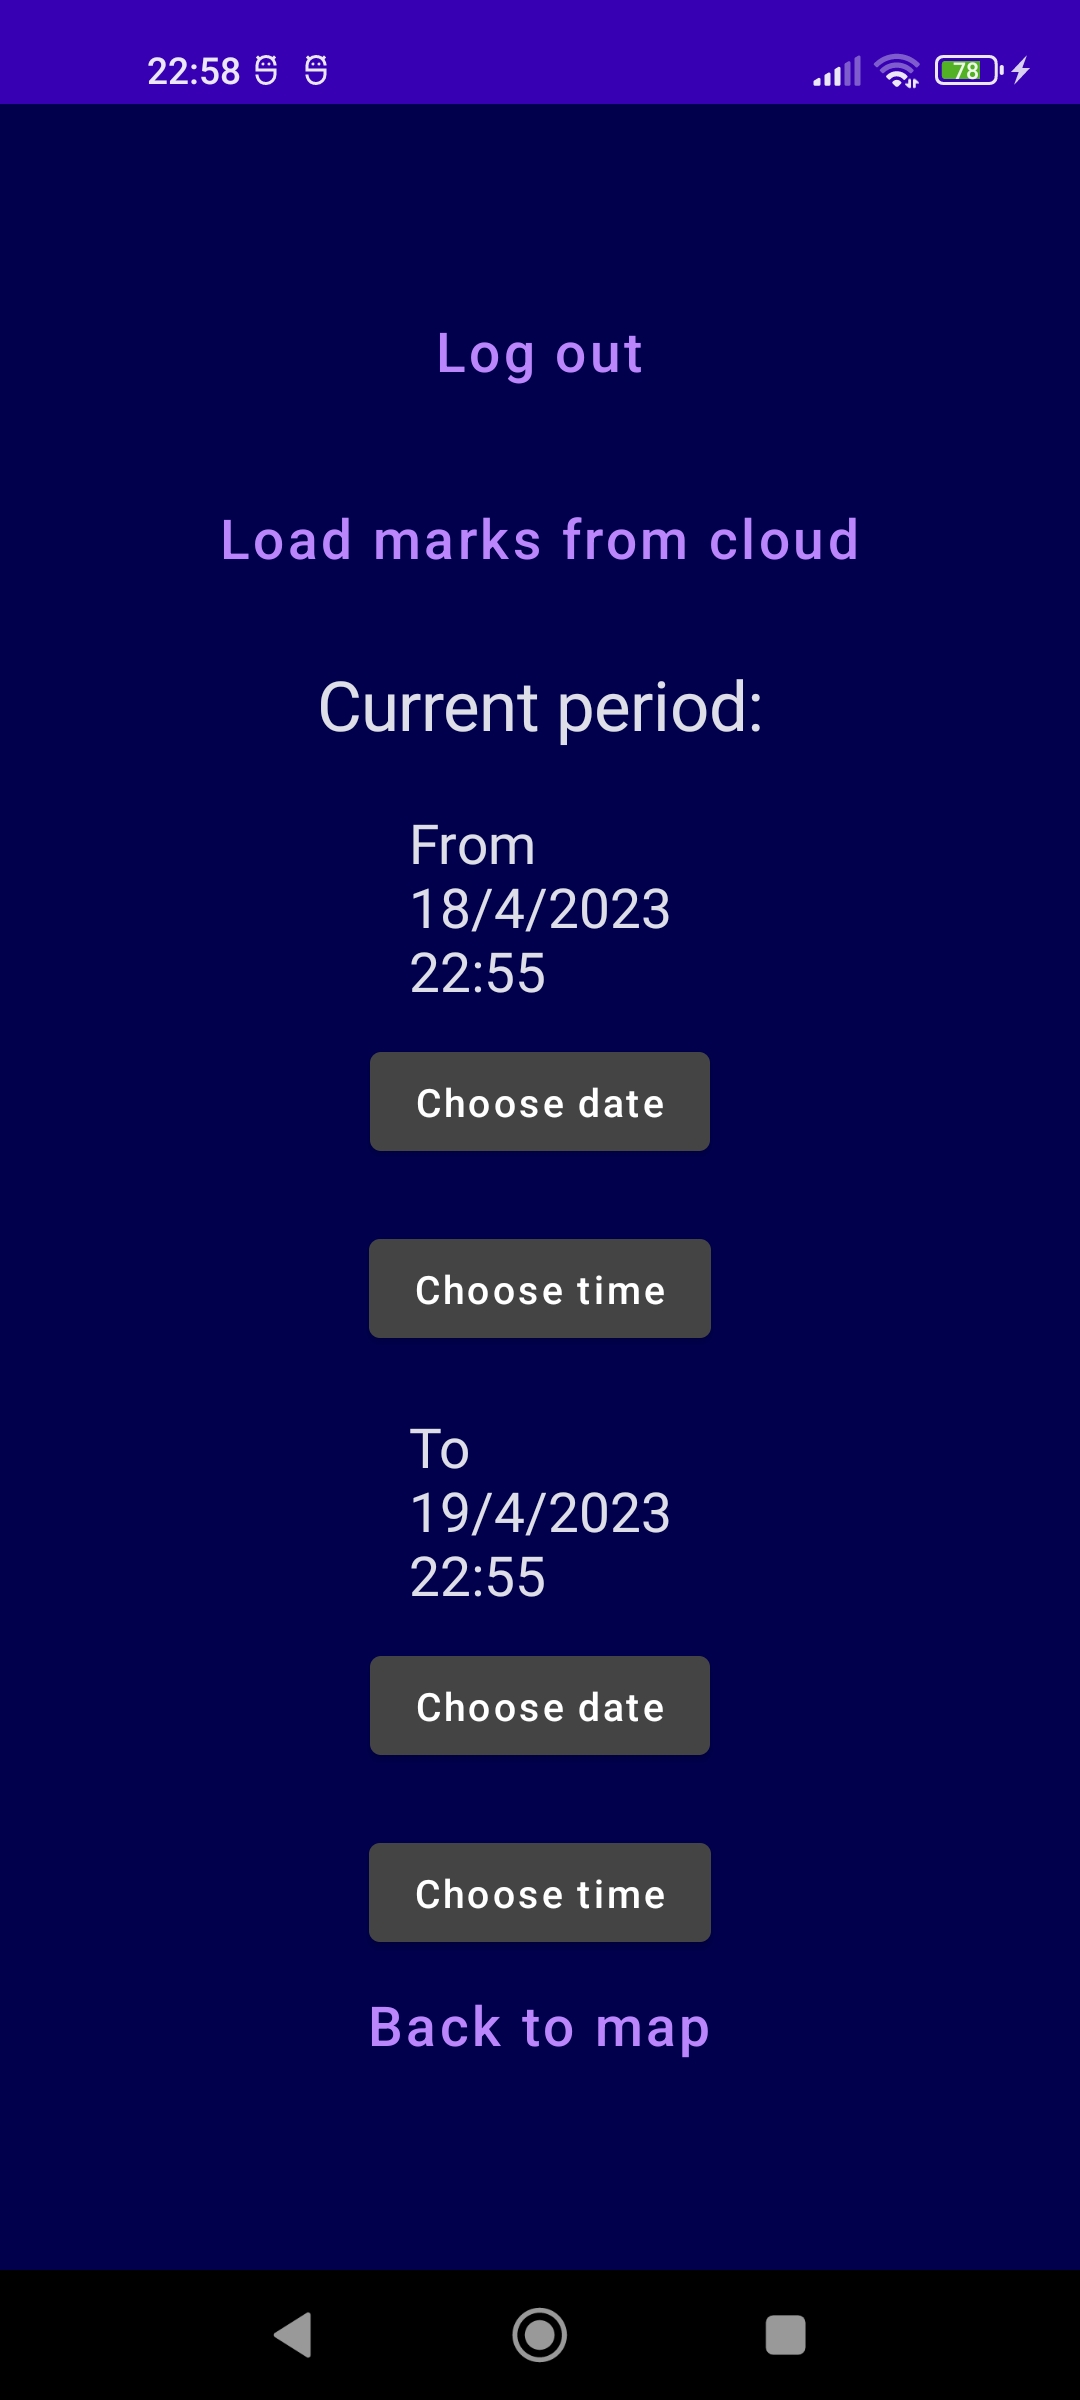 22:58
78
Log out
Load marks from cloud
Current period:
From
18/4/2023
22:55
Choose date
Choose time
To
19/4/2023
22:55
Choose date
Choose time
Back to map